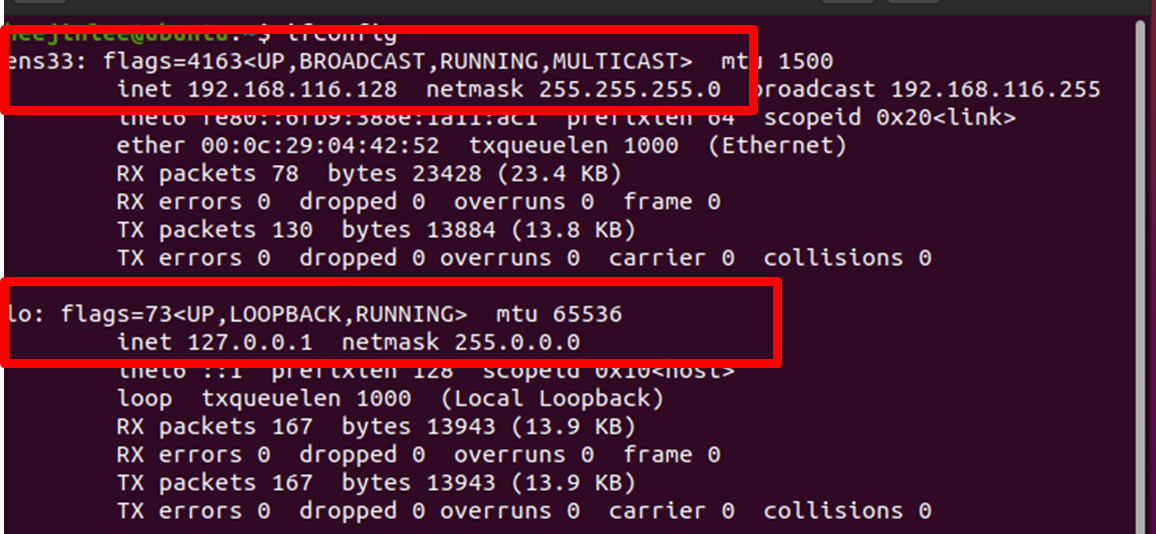 heejinlee@ubuntu:~$ ifconfig
ens33: flags=4163<UP,BROADCAST,RUNNING,MULTICAST>  mtu 1500
inet 192.168.116.128  netmask 255.255.255.0  broadcast 192.168.116.255
inet6 fe80::6fb9:388e:1a11:ac1  prefixlen 64  scopeid 0x20<link>
ether 00:0c:29:04:42:52  txqueuelen 1000  (Ethernet)
RX packets 78  bytes 23428 (23.4 KB)
RX errors 0  dropped 0  overruns 0  frame 0
TX packets 130  bytes 13884 (13.8 KB)
TX errors 0  dropped 0 overruns 0  carrier 0  collisions 0
lo: flags=73<UP,LOOPBACK,RUNNING>  mtu 65536
inet 127.0.0.1  netmask 255.0.0.0
inet6 ::1  prefixlen 128  scopeid 0x10<host>
loop  txqueuelen 1000  (Local Loopback)
RX packets 167  bytes 13943 (13.9 KB)
RX errors 0  dropped 0  overruns 0  frame 0
TX packets 167  bytes 13943 (13.9 KB)
TX errors 0  dropped 0 overruns 0  carrier 0  collisions 0